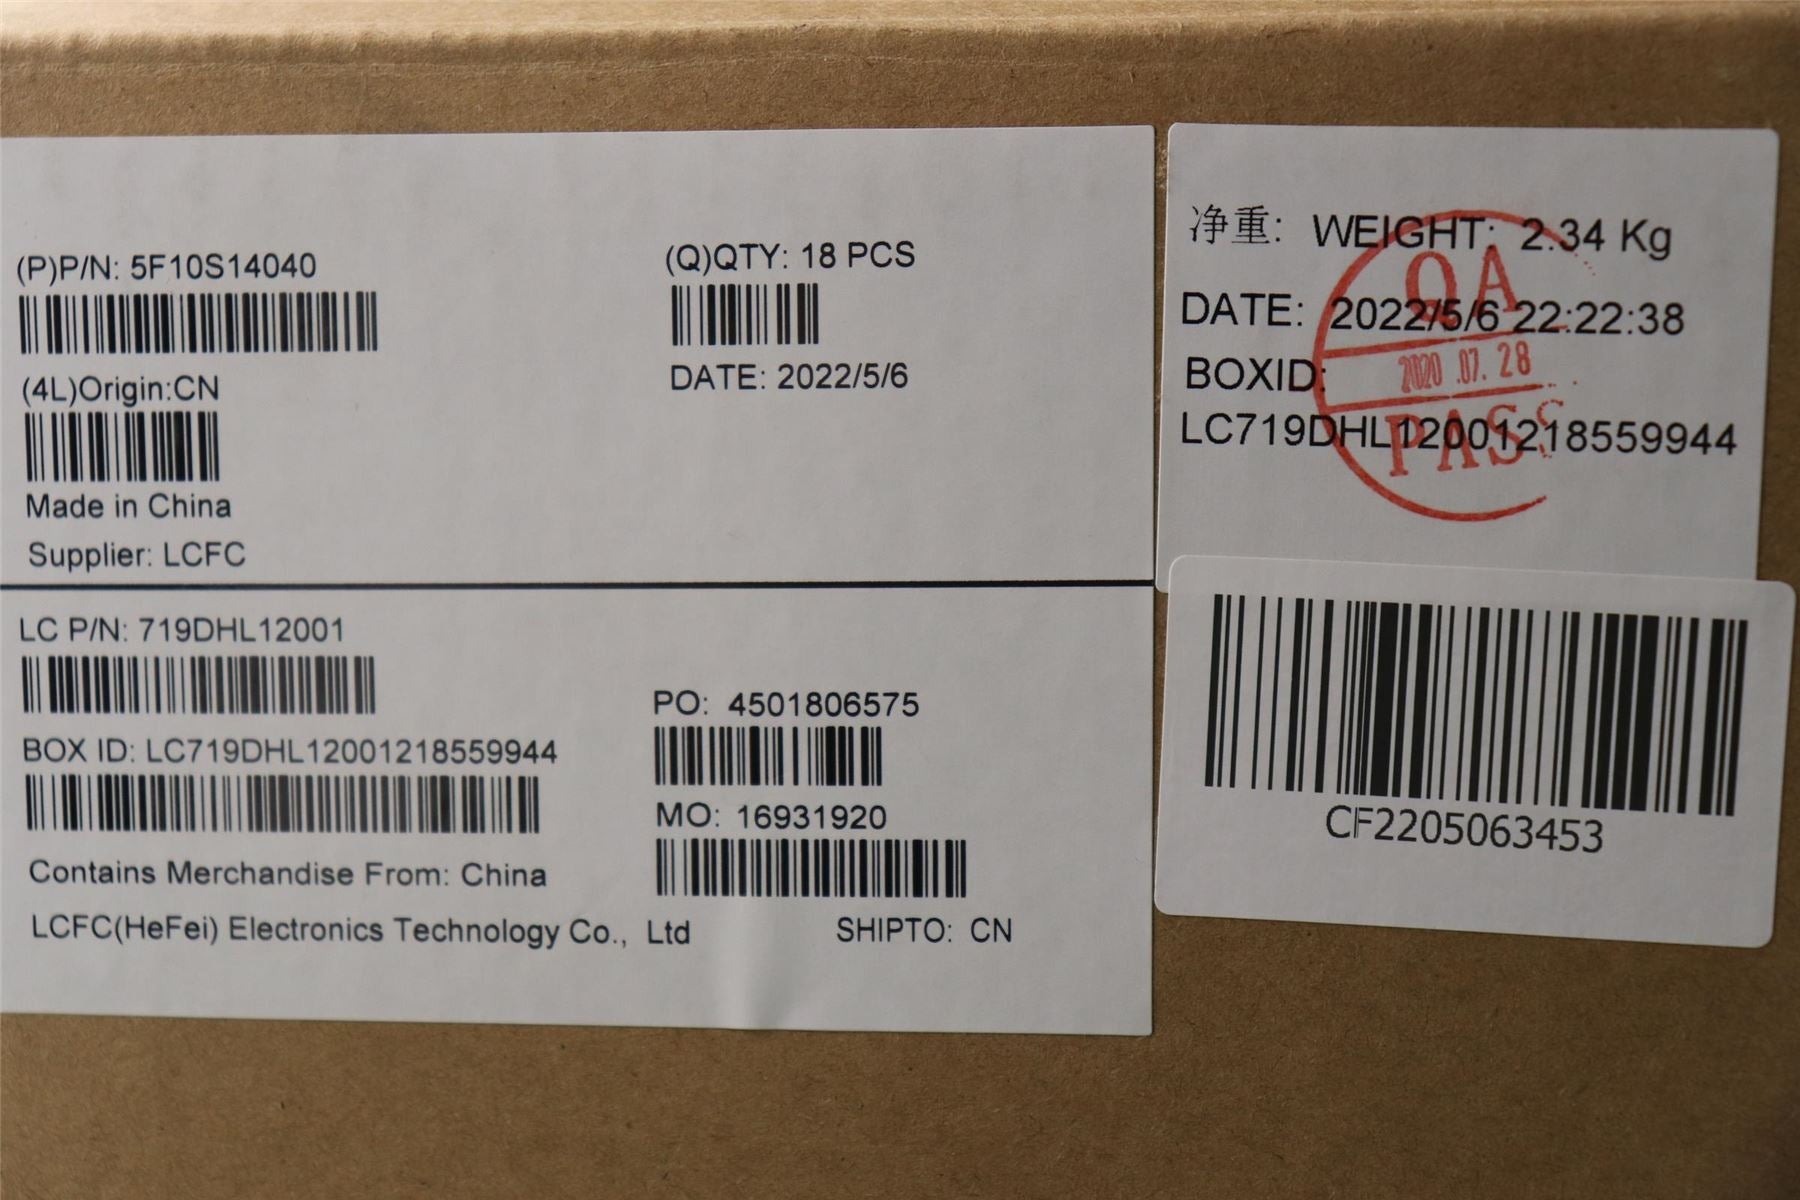 (P)P/N: 5F10S14040
(Q)QTY: 18 PCS
DATE: 2022/5/6
(4L)Origin:CN
Made in China
Supplier: LCFC
LC P/N: 719DHL12001
BOX ID: LC719DHL12001218559944
PO: 4501806575
MO: 16931920
Contains Merchandise From: China
LCFC(HeFei) Electronics Technology Co., Ltd
SHIPTO: CN
净重: WEIGHT: 2.34 Kg
DATE: 2022/5/6 22:22:38
BOXID:
LC719DHL12001218559944
QA
2020.07.28
PASS
CF2205063453